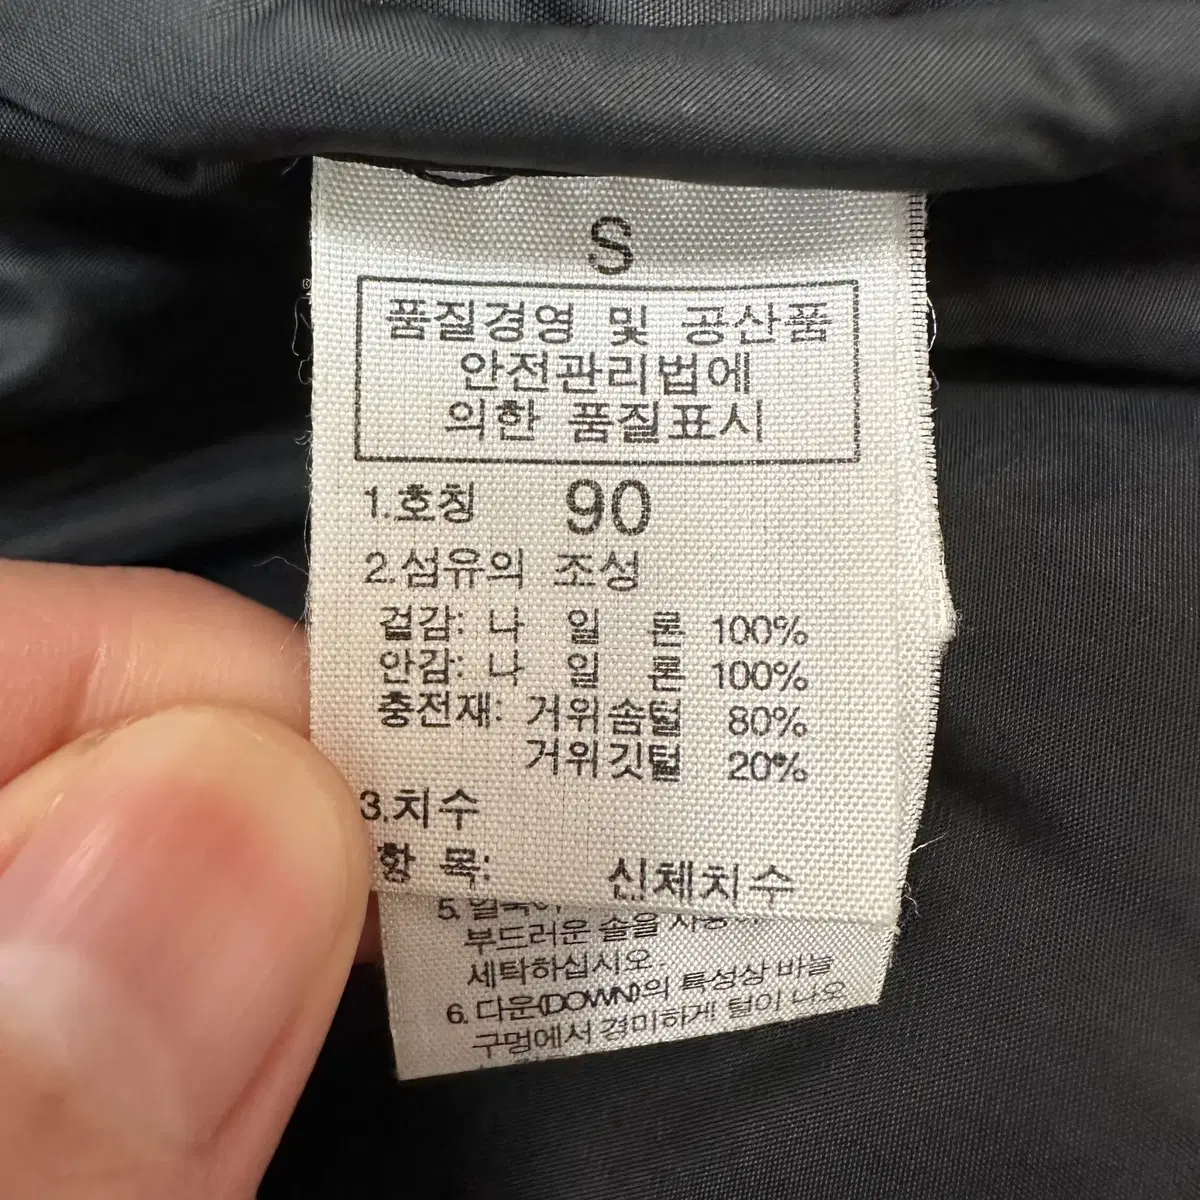 S
품질경영 및 공산품
안전관리법에
의한 품질표시
1.호칭 90
2.섬유의 조성
겉감: 나 일 론 100%
안감: 나 일 론 100%
충전재: 거위솜털 80%
거위깃털 20%
3.치수
항 목: 신체치수
5.
부드러운 솔을
세탁하십시오.
6. 다운(DOWN)의 특성상 바늘
구멍에서 경미하게 털이 나오